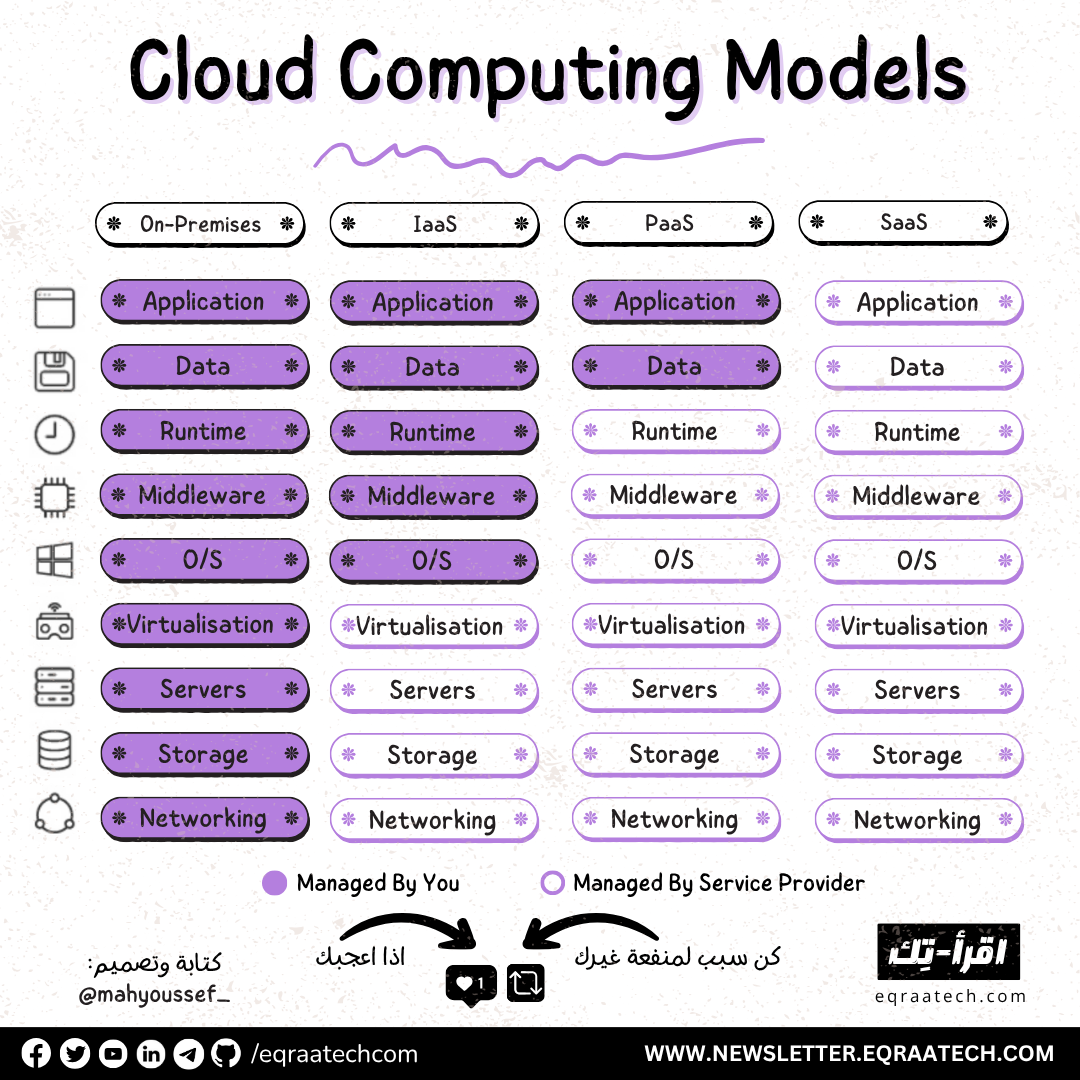 Cloud Computing Models
On-Premises IaaS PaaS SaaS
Application Application Application Application
Data Data Data Data
Runtime Runtime Runtime Runtime
Middleware Middleware Middleware Middleware
O/S O/S O/S O/S
Virtualisation Virtualisation Virtualisation Virtualisation
Servers Servers Servers Servers
Storage Storage Storage Storage
Networking Networking Networking Networking
Managed By You Managed By Service Provider
كتابة وتصميم:
@mahyoussef_
اذا اعجبك
1
كن سبب لمنفعة غيرك
اقرأ-تِك
eqraatech.com
/eqraatechcom
WWW.NEWSLETTER.EQRAATECH.COM